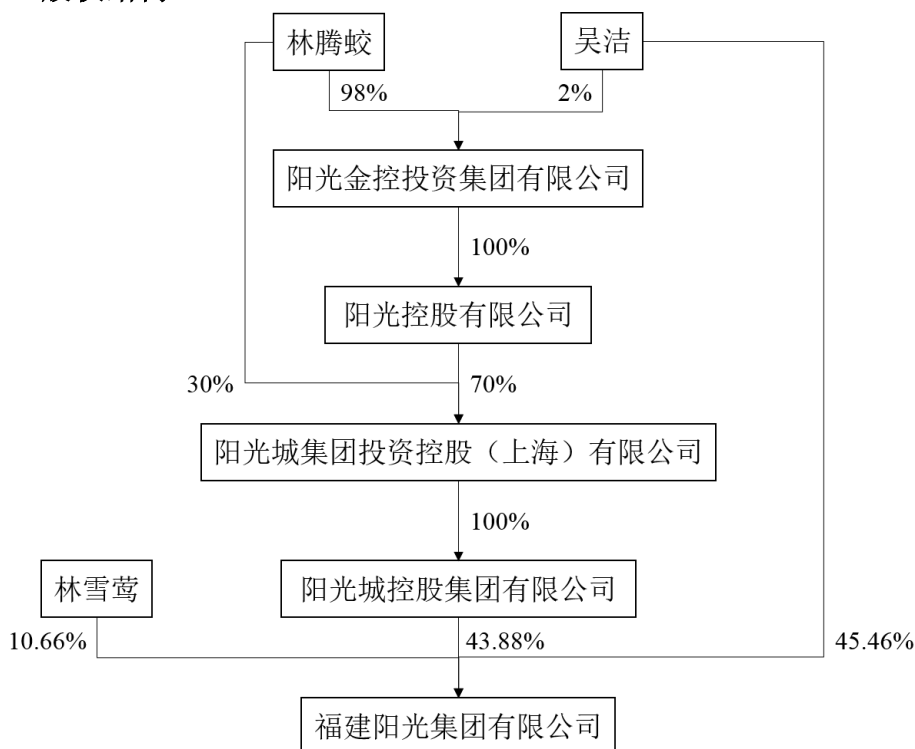 林腾蛟
吴洁
98%
2%
阳光金控投资集团有限公司
100%
阳光控股有限公司
30%
70%
阳光城集团投资控股（上海）有限公司
100%
林雪莺
阳光城控股集团有限公司
10.66%
43.88%
45.46%
福建阳光集团有限公司